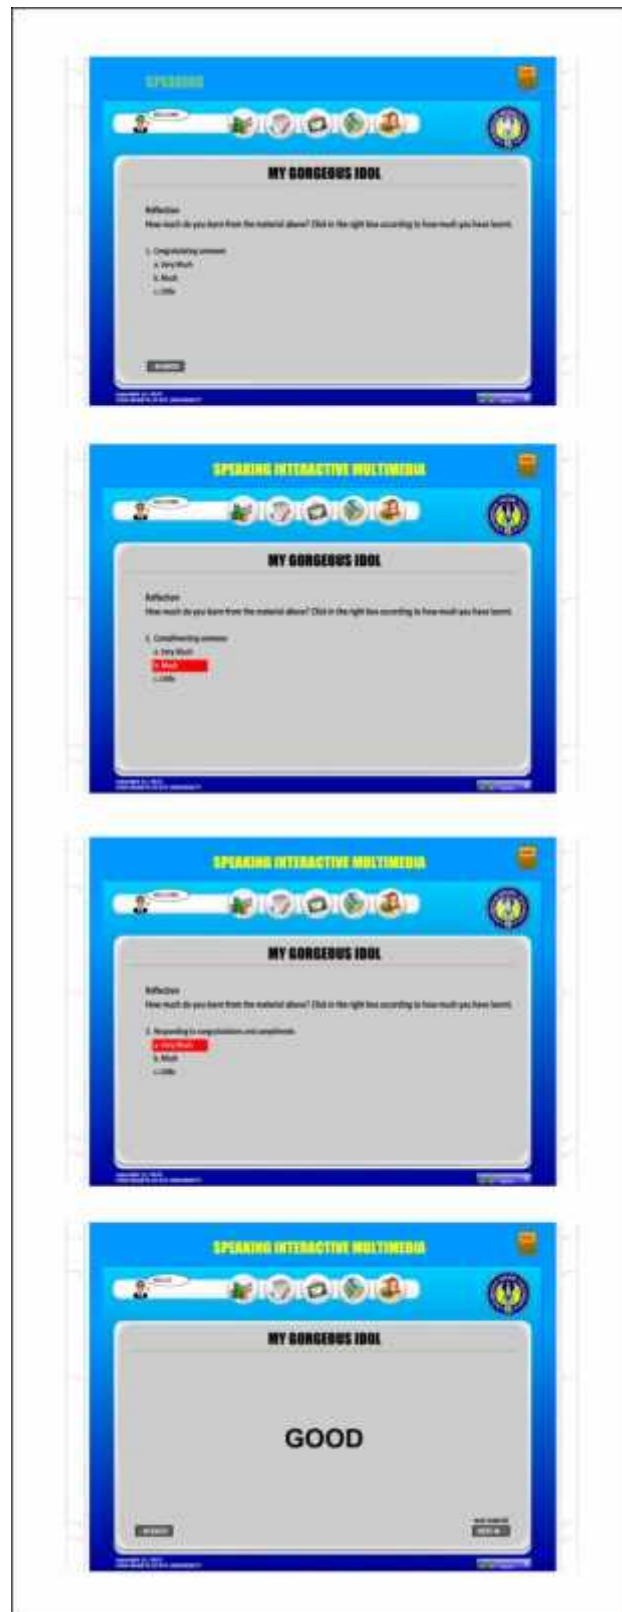 SPEAKING
MY GORGEOUS IDOL
Reflection
How much do you learn from the material above? Click in the right box according to how much you have learnt.
1. Congratulating someone
a. Very Much
b. Much
c. Little
SPEAKING INTERACTIVE MULTIMEDIA
MY GORGEOUS IDOL
Reflection
How much do you learn from the material above? Click in the right box according to how much you have learnt.
2. Complimenting someone
a. Very Much
b. Much
c. Little
SPEAKING INTERACTIVE MULTIMEDIA
MY GORGEOUS IDOL
Reflection
How much do you learn from the material above? Click in the right box according to how much you have learnt.
3. Responding to congratulations and compliments
a. Very Much
b. Much
c. Little
SPEAKING INTERACTIVE MULTIMEDIA
MY GORGEOUS IDOL
GOOD